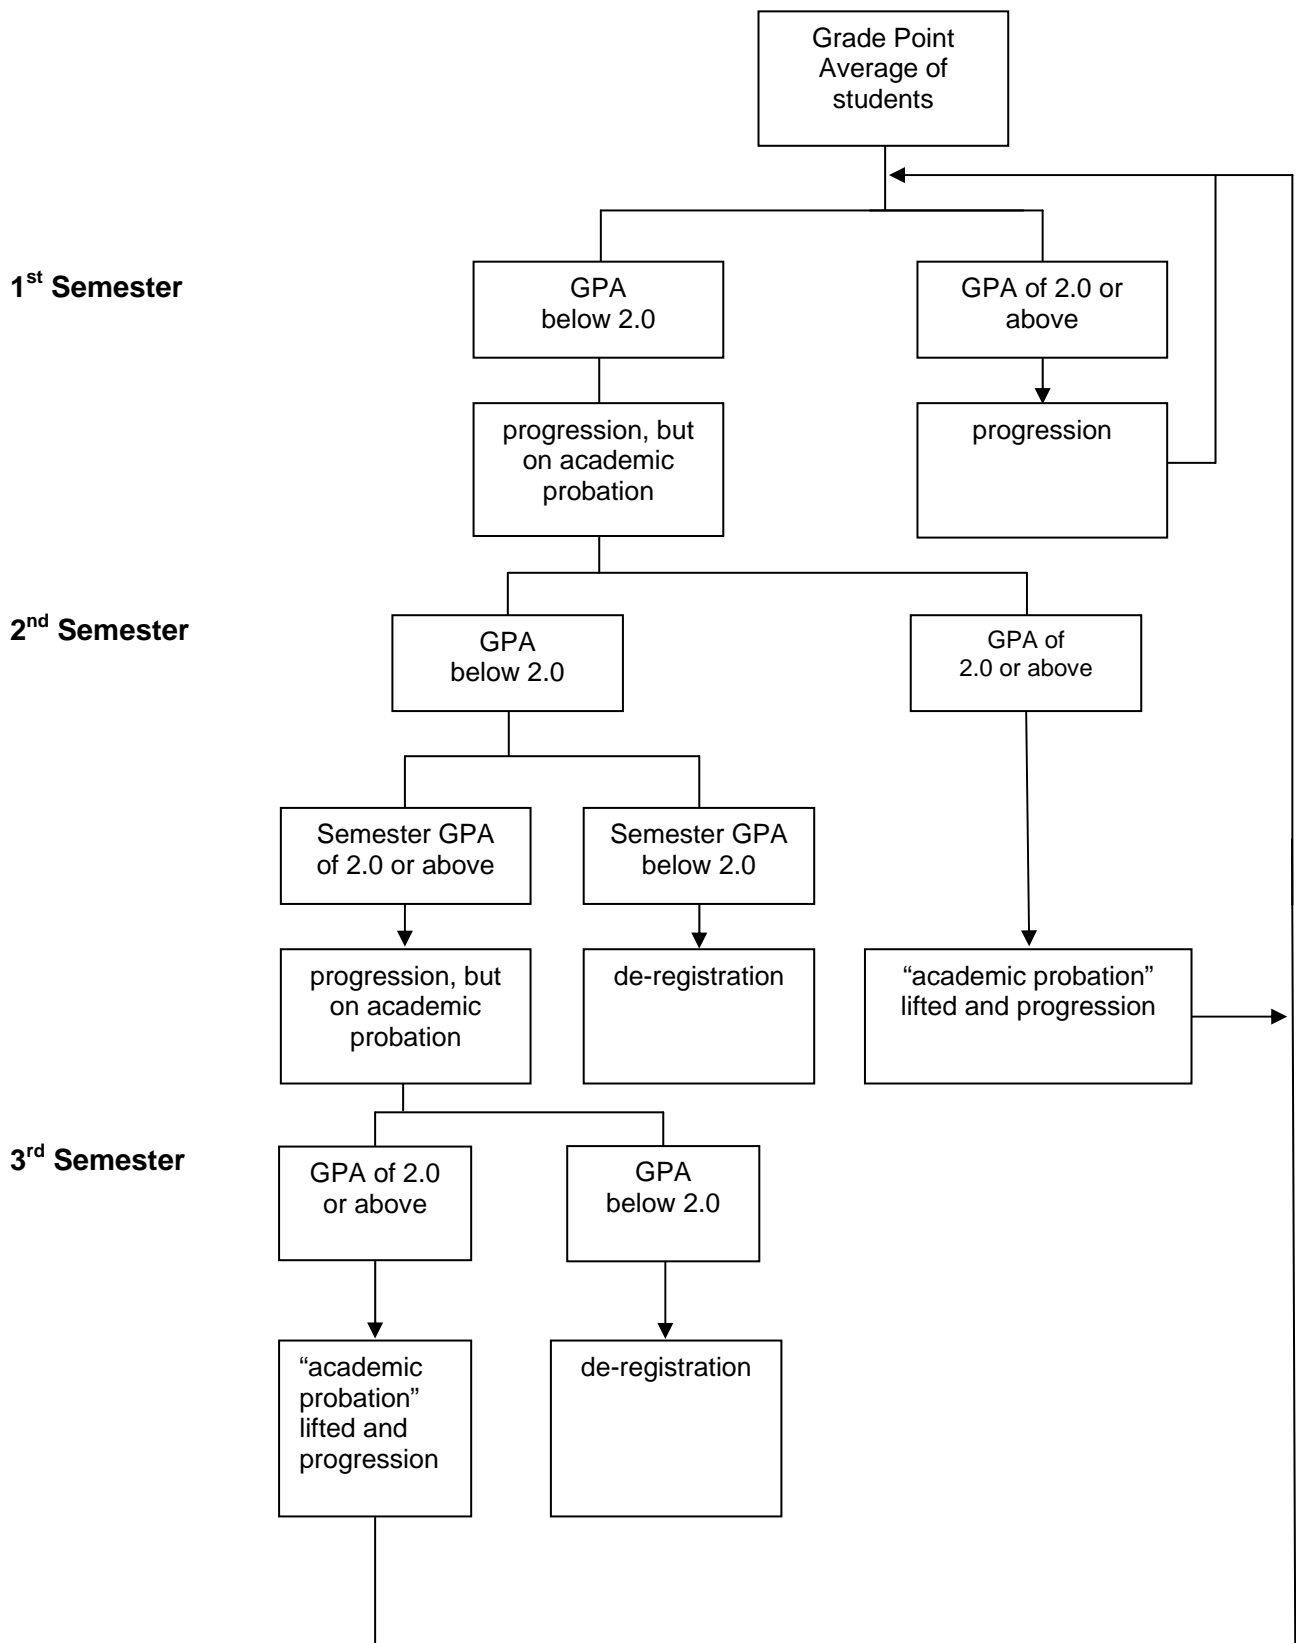 Grade Point
Average of
students
1st Semester
GPA
below 2.0
GPA of 2.0 or
above
progression, but
on academic
probation
progression
2nd Semester
GPA
below 2.0
GPA of
2.0 or above
Semester GPA
of 2.0 or above
Semester GPA
below 2.0
progression, but
on academic
probation
de-registration
“academic probation”
lifted and progression
3rd Semester
GPA of 2.0
or above
GPA
below 2.0
“academic
probation”
lifted and
progression
de-registration